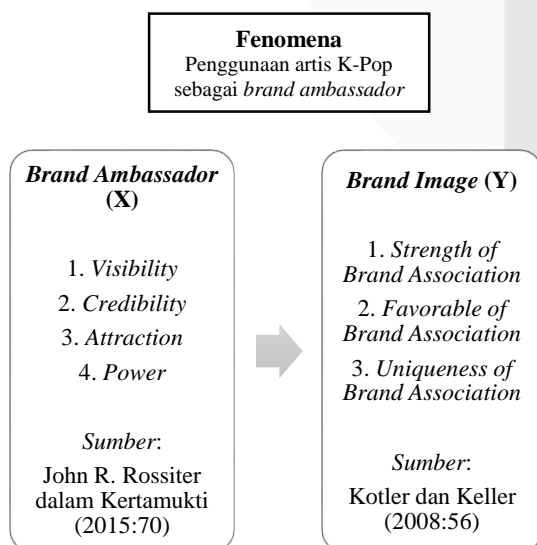 Fenomena
Penggunaan artis K-Pop
sebagai brand ambassador
Brand Ambassador
(X)
1. Visibility
2. Credibility
3. Attraction
4. Power
Sumber:
John R. Rossiter
dalam Kertamukti
(2015:70)
Brand Image (Y)
1. Strength of
Brand Association
2. Favorable of
Brand Association
3. Uniqueness of
Brand Association
Sumber:
Kotler dan Keller
(2008:56)